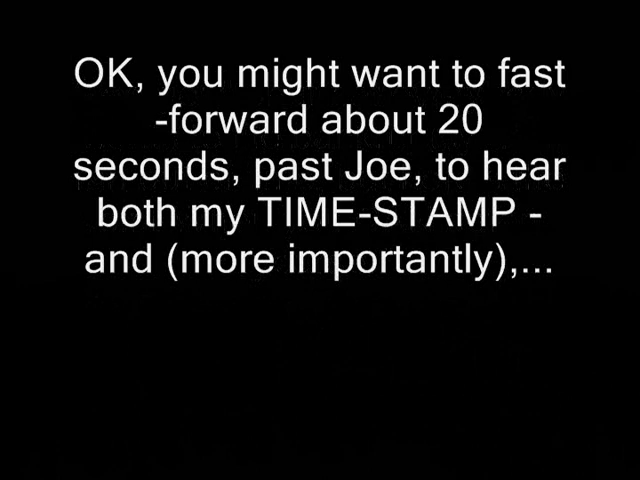 OK, you might want to fast
-forward about 20
seconds, past Joe, to hear
both my TIME-STAMP -
and (more importantly),...